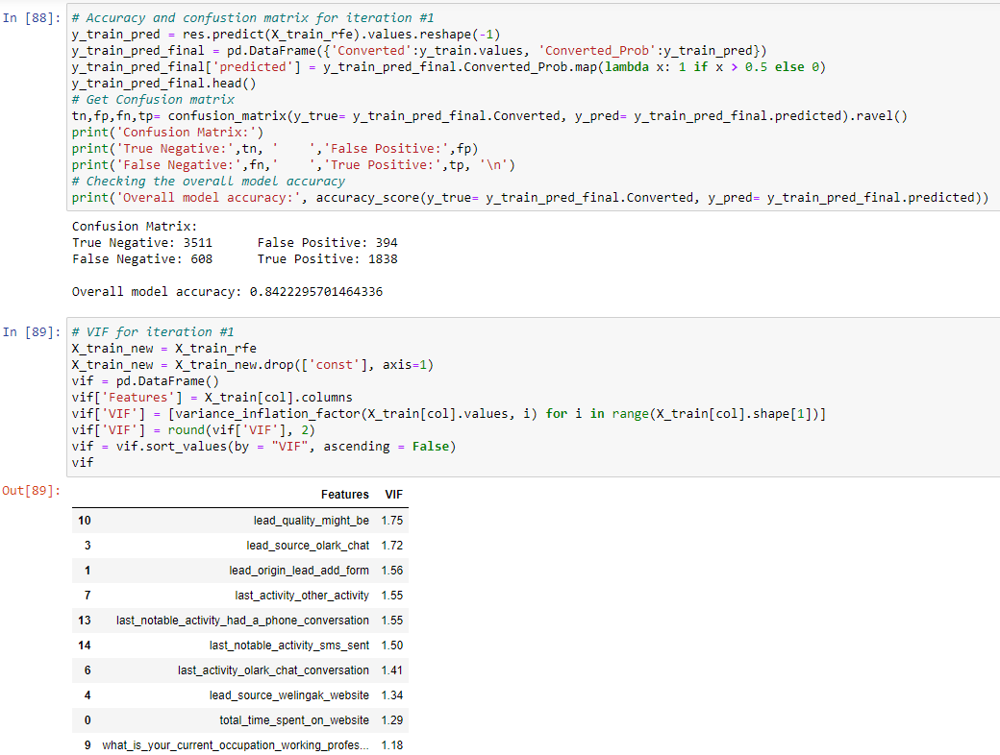 In [88]: # Accuracy and confustion matrix for iteration #1
y_train_pred = res.predict(X_train_rfe).values.reshape(-1)
y_train_pred_final = pd.DataFrame({'Converted':y_train.values, 'Converted_Prob':y_train_pred})
y_train_pred_final['predicted'] = y_train_pred_final.Converted_Prob.map(lambda x: 1 if x > 0.5 else 0)
y_train_pred_final.head()
# Get Confusion matrix
tn,fp,fn,tp= confusion_matrix(y_true= y_train_pred_final.Converted, y_pred= y_train_pred_final.predicted).ravel()
print('Confusion Matrix:')
print('True Negative:',tn, '    ','False Positive:',fp)
print('False Negative:',fn,'    ','True Positive:',tp, '\n')
# Checking the overall model accuracy
print('Overall model accuracy:', accuracy_score(y_true= y_train_pred_final.Converted, y_pred= y_train_pred_final.predicted))
Confusion Matrix:
True Negative: 3511      False Positive: 394
False Negative: 608      True Positive: 1838
Overall model accuracy: 0.8422295701464336
In [89]: # VIF for iteration #1
X_train_new = X_train_rfe
X_train_new = X_train_new.drop(['const'], axis=1)
vif = pd.DataFrame()
vif['Features'] = X_train[col].columns
vif['VIF'] = [variance_inflation_factor(X_train[col].values, i) for i in range(X_train[col].shape[1])]
vif['VIF'] = round(vif['VIF'], 2)
vif = vif.sort_values(by = "VIF", ascending = False)
vif
Out[89]:
Features VIF
10 lead_quality_might_be 1.75
3 lead_source_olark_chat 1.72
1 lead_origin_lead_add_form 1.56
7 last_activity_other_activity 1.55
13 last_notable_activity_had_a_phone_conversation 1.55
14 last_notable_activity_sms_sent 1.50
6 last_activity_olark_chat_conversation 1.41
4 lead_source_welingak_website 1.34
0 total_time_spent_on_website 1.29
9 what_is_your_current_occupation_working_profes... 1.18